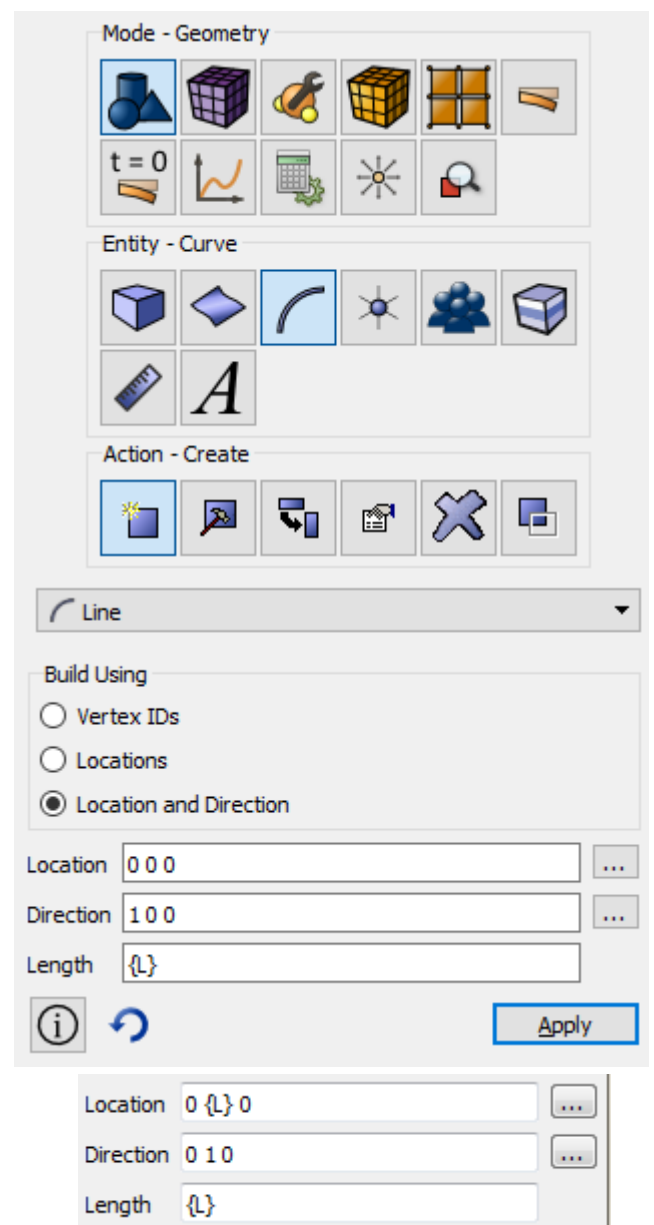 Mode - Geometry
t = 0
Entity - Curve
A
Action - Create
Line
Build Using
Vertex IDs
Locations
Location and Direction
Location 0 0 0 ...
Direction 1 0 0 ...
Length {L}
i Apply
Location 0 {L} 0 ...
Direction 0 1 0 ...
Length {L}